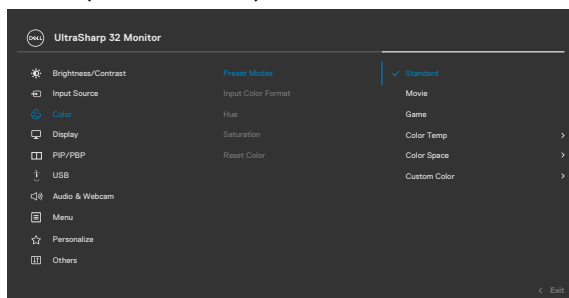 DELL UltraSharp 32 Monitor
Brightness/Contrast Preset Modes Standard
Input Source Input Color Format Movie
Color Hue Game
Display Saturation Color Temp
PIP/PBP Reset Color Color Space
USB Custom Color
Audio & Webcam
Menu
Personalize
Others
Exit